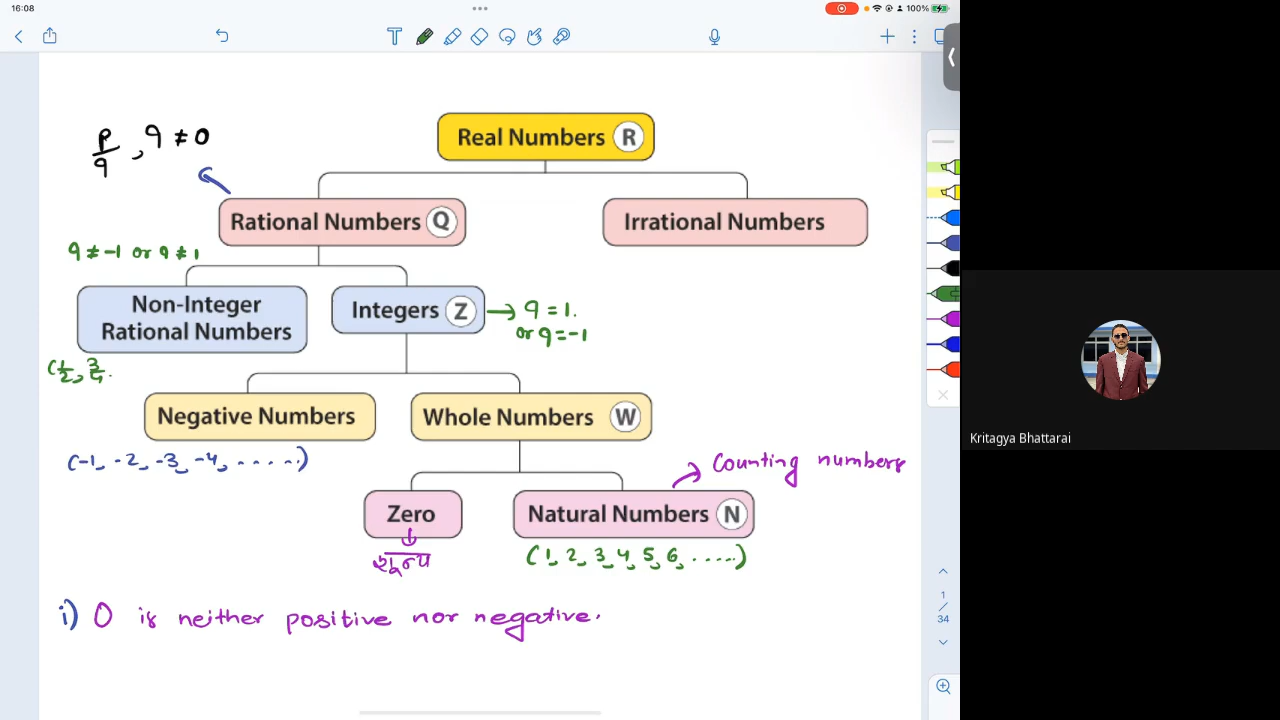 16:08
100%
Real Numbers R
p/q , q ≠ 0
Rational Numbers Q
Irrational Numbers
q ≠ -1 or q ≠ 1
Non-Integer
Rational Numbers
Integers Z → q = 1.
or q = -1
(1/2, 3/4.
Negative Numbers
Whole Numbers W
(-1, -2, -3, -4, .....)
Counting numbers
Zero
Natural Numbers N
शून्य
(1, 2, 3, 4, 5, 6, .....)
i) 0 is neither positive nor negative.
1
/
34
Kritagya Bhattarai